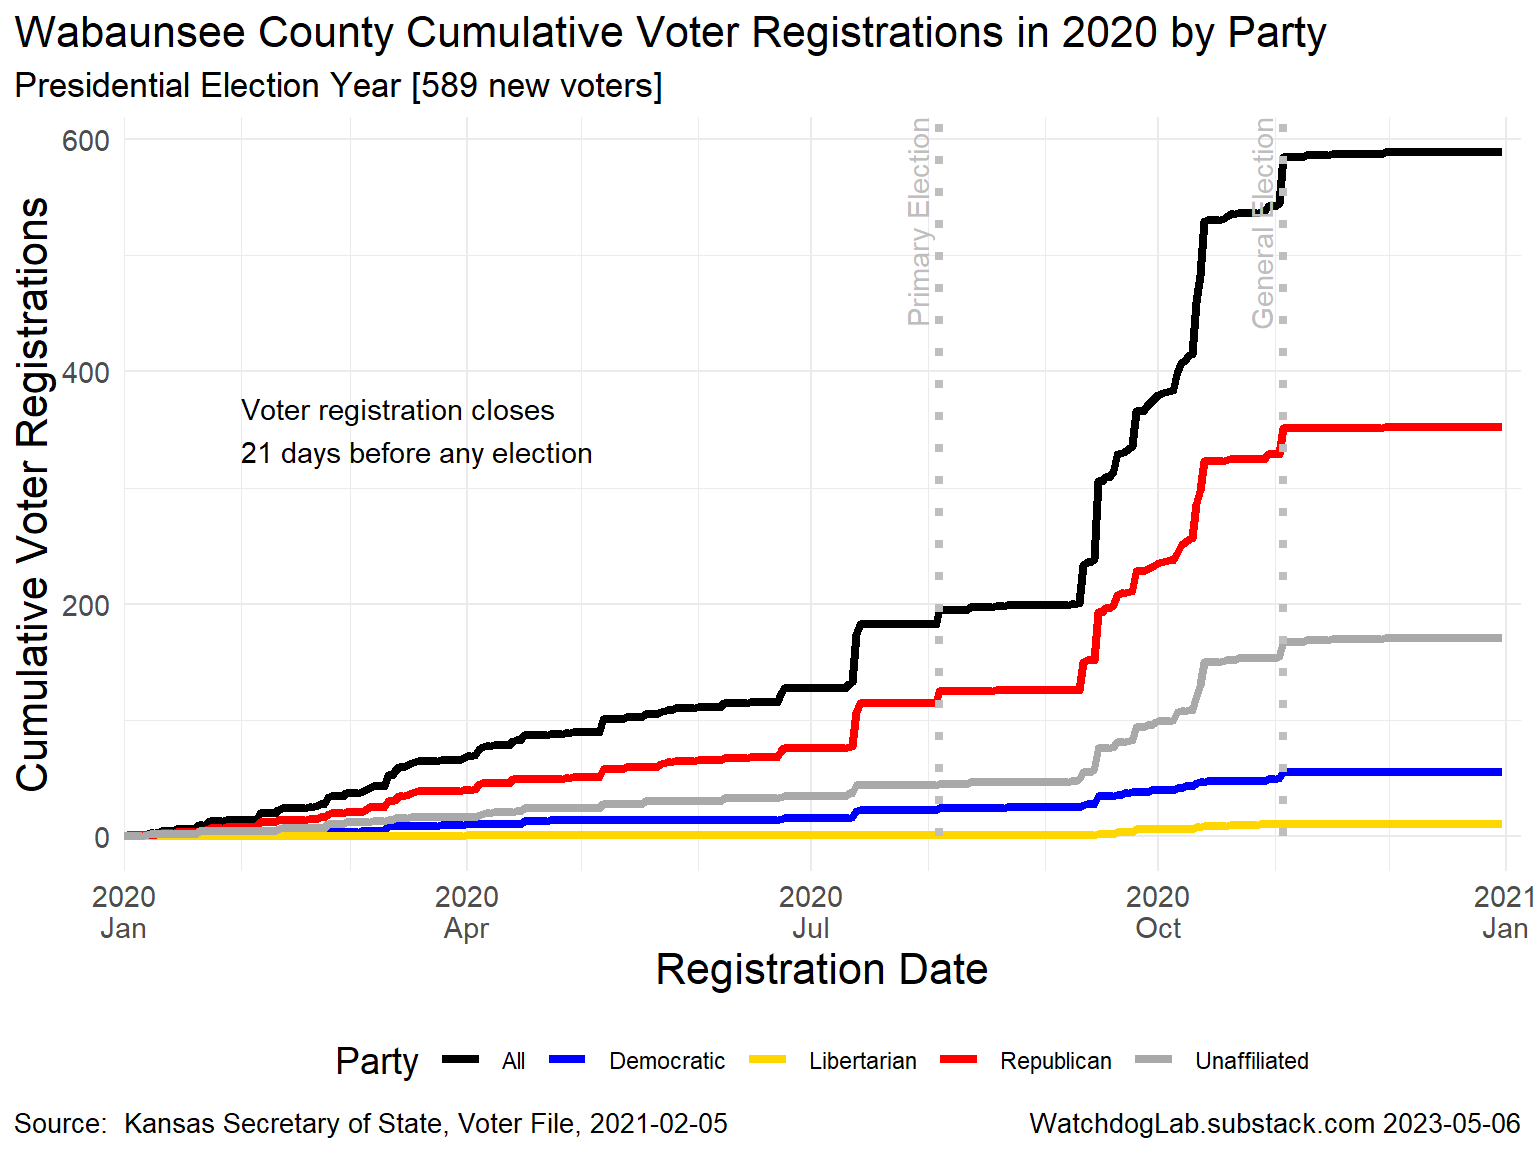 Wabaunsee County Cumulative Voter Registrations in 2020 by Party
Presidential Election Year [589 new voters]
Cumulative Voter Registrations
600
400
200
0
Primary Election
General Election
Voter registration closes
21 days before any election
2020 2020 2020 2020 2021
Jan Apr Jul Oct Jan
Registration Date
Party All Democratic Libertarian Republican Unaffiliated
Source:  Kansas Secretary of State, Voter File, 2021-02-05
WatchdogLab.substack.com 2023-05-06